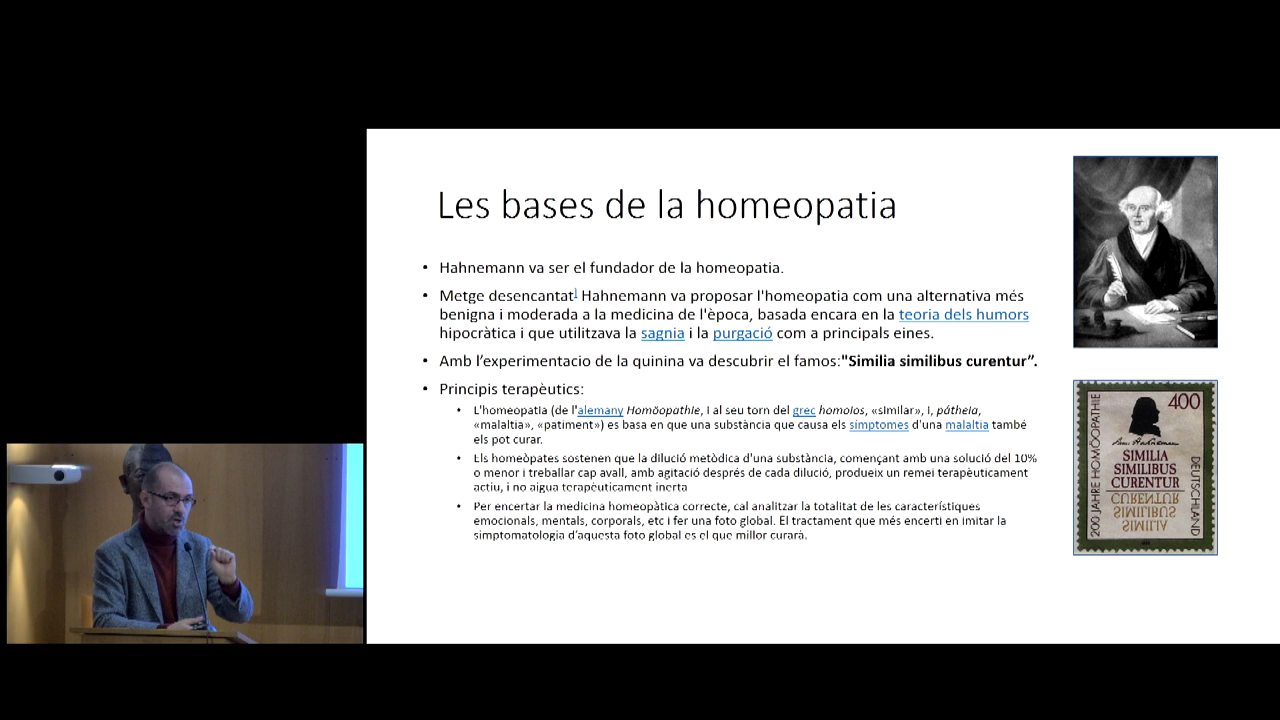 Les bases de la homeopatia
• Hahnemann va ser el fundador de la homeopatia.
• Metge desencantat] Hahnemann va proposar l'homeopatia com una alternativa més
benigna i moderada a la medicina de l'època, basada encara en la teoria dels humors
hipocràtica i que utilitzava la sagnia i la purgació com a principals eines.
• Amb l’experimentacio de la quinina va descubrir el famos:"Similia similibus curentur”.
• Principis terapèutics:
• L'homeopatia (de l'alemany Homöopathie, i al seu torn del grec homoios, «similar», i, pátheia,
«malaltia», «patiment») es basa en que una substància que causa els símptomes d'una malaltia també
els pot curar.
• Els homeòpates sostenen que la dilució metòdica d'una substància, començant amb una solució del 10%
o menor i treballar cap avall, amb agitació després de cada dilució, produeix un remei terapèuticament
actiu, i no aigua terapèuticament inerta
• Per encertar la medicina homeopàtica correcte, cal analitzar la totalitat de les característiques
emocionals, mentals, corporals, etc i fer una foto global. El tractament que més encerti en imitar la
simptomatologia d’aquesta foto global es el que millor curarà.
400
200 JAHRE HOMÖOPATHIE
SIMILIA
SIMILIBUS
CURENTUR
CURENTUR
SIMILIBUS
SIMILIA
DEUTSCHLAND